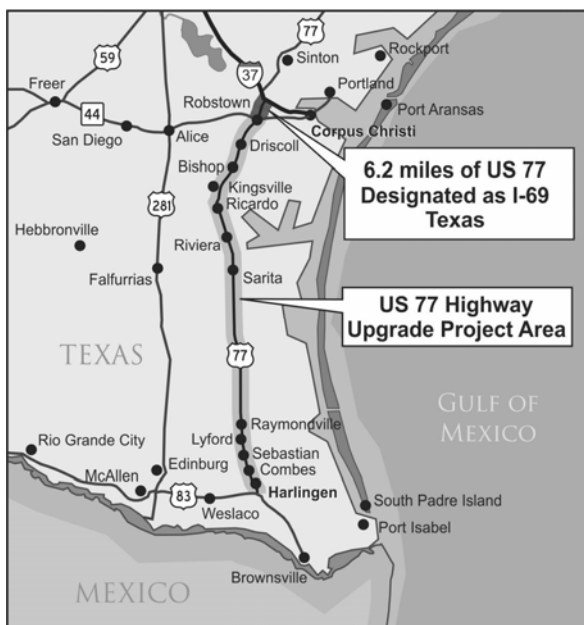 77
59
Rockport
Sinton
37
Portland
Freer
44
Robstown
Port Aransas
San Diego
Alice
Corpus Christi
Driscoll
6.2 miles of US 77
Designated as I-69
Texas
Bishop
Kingsville
Ricardo
281
Hebbronville
Riviera
Falfurrias
Sarita
US 77 Highway
Upgrade Project Area
TEXAS
77
GULF OF
MEXICO
Raymondville
Rio Grande City
Lyford
Sebastian
Edinburg
Combes
McAllen
Harlingen
83
Weslaco
South Padre Island
Port Isabel
Brownsville
MEXICO